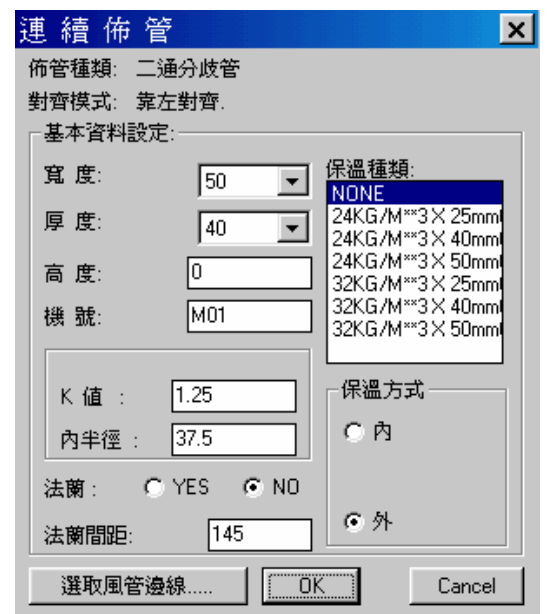 連續佈管
佈管種類: 二通分歧管
對齊模式: 靠左對齊.
基本資料設定:
寬 度: 50
厚 度: 40
高 度: 0
機 號: M01
保溫種類:
NONE
24KG/M**3 X 25mm
24KG/M**3 X 40mm
24KG/M**3 X 50mm
32KG/M**3 X 25mm
32KG/M**3 X 40mm
32KG/M**3 X 50mm
K 值 : 1.25
內半徑 : 37.5
保溫方式
內
外
法蘭 : YES NO
法蘭間距: 145
選取風管邊線..... OK Cancel